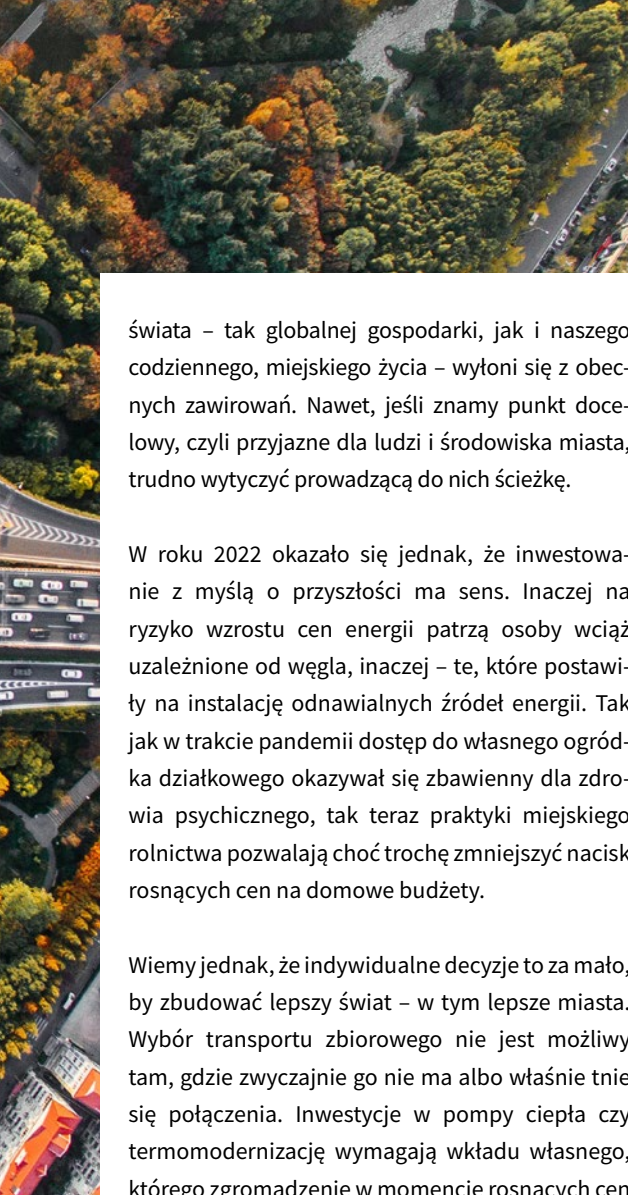 świata – tak globalnej gospodarki, jak i naszego
codziennego, miejskiego życia – wyłoni się z obec-
nych zawirowań. Nawet, jeśli znamy punkt doce-
lowy, czyli przyjazne dla ludzi i środowiska miasta,
trudno wytyczyć prowadzącą do nich ścieżkę.
W roku 2022 okazało się jednak, że inwestowa-
nie z myślą o przyszłości ma sens. Inaczej na
ryzyko wzrostu cen energii patrzą osoby wciąż
uzależnione od węgla, inaczej – te, które postawi-
ły na instalację odnawialnych źródeł energii. Tak
jak w trakcie pandemii dostęp do własnego ogród-
ka działkowego okazywał się zbawienny dla zdro-
wia psychicznego, tak teraz praktyki miejskiego
rolnictwa pozwalają choć trochę zmniejszyć nacisk
rosnących cen na domowe budżety.
Wiemy jednak, że indywidualne decyzje to za mało,
by zbudować lepszy świat – w tym lepsze miasta.
Wybór transportu zbiorowego nie jest możliwy
tam, gdzie zwyczajnie go nie ma albo właśnie tnie
się połączenia. Inwestycje w pompy ciepła czy
termomodernizację wymagają wkładu własnego,
którego zgromadzenie w momencie rosnących cen